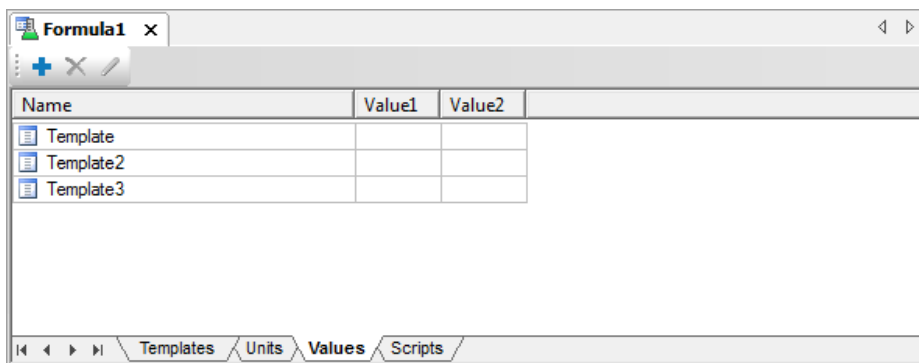 Formula1
Name Value1 Value2
Template
Template2
Template3
Templates Units Values Scripts